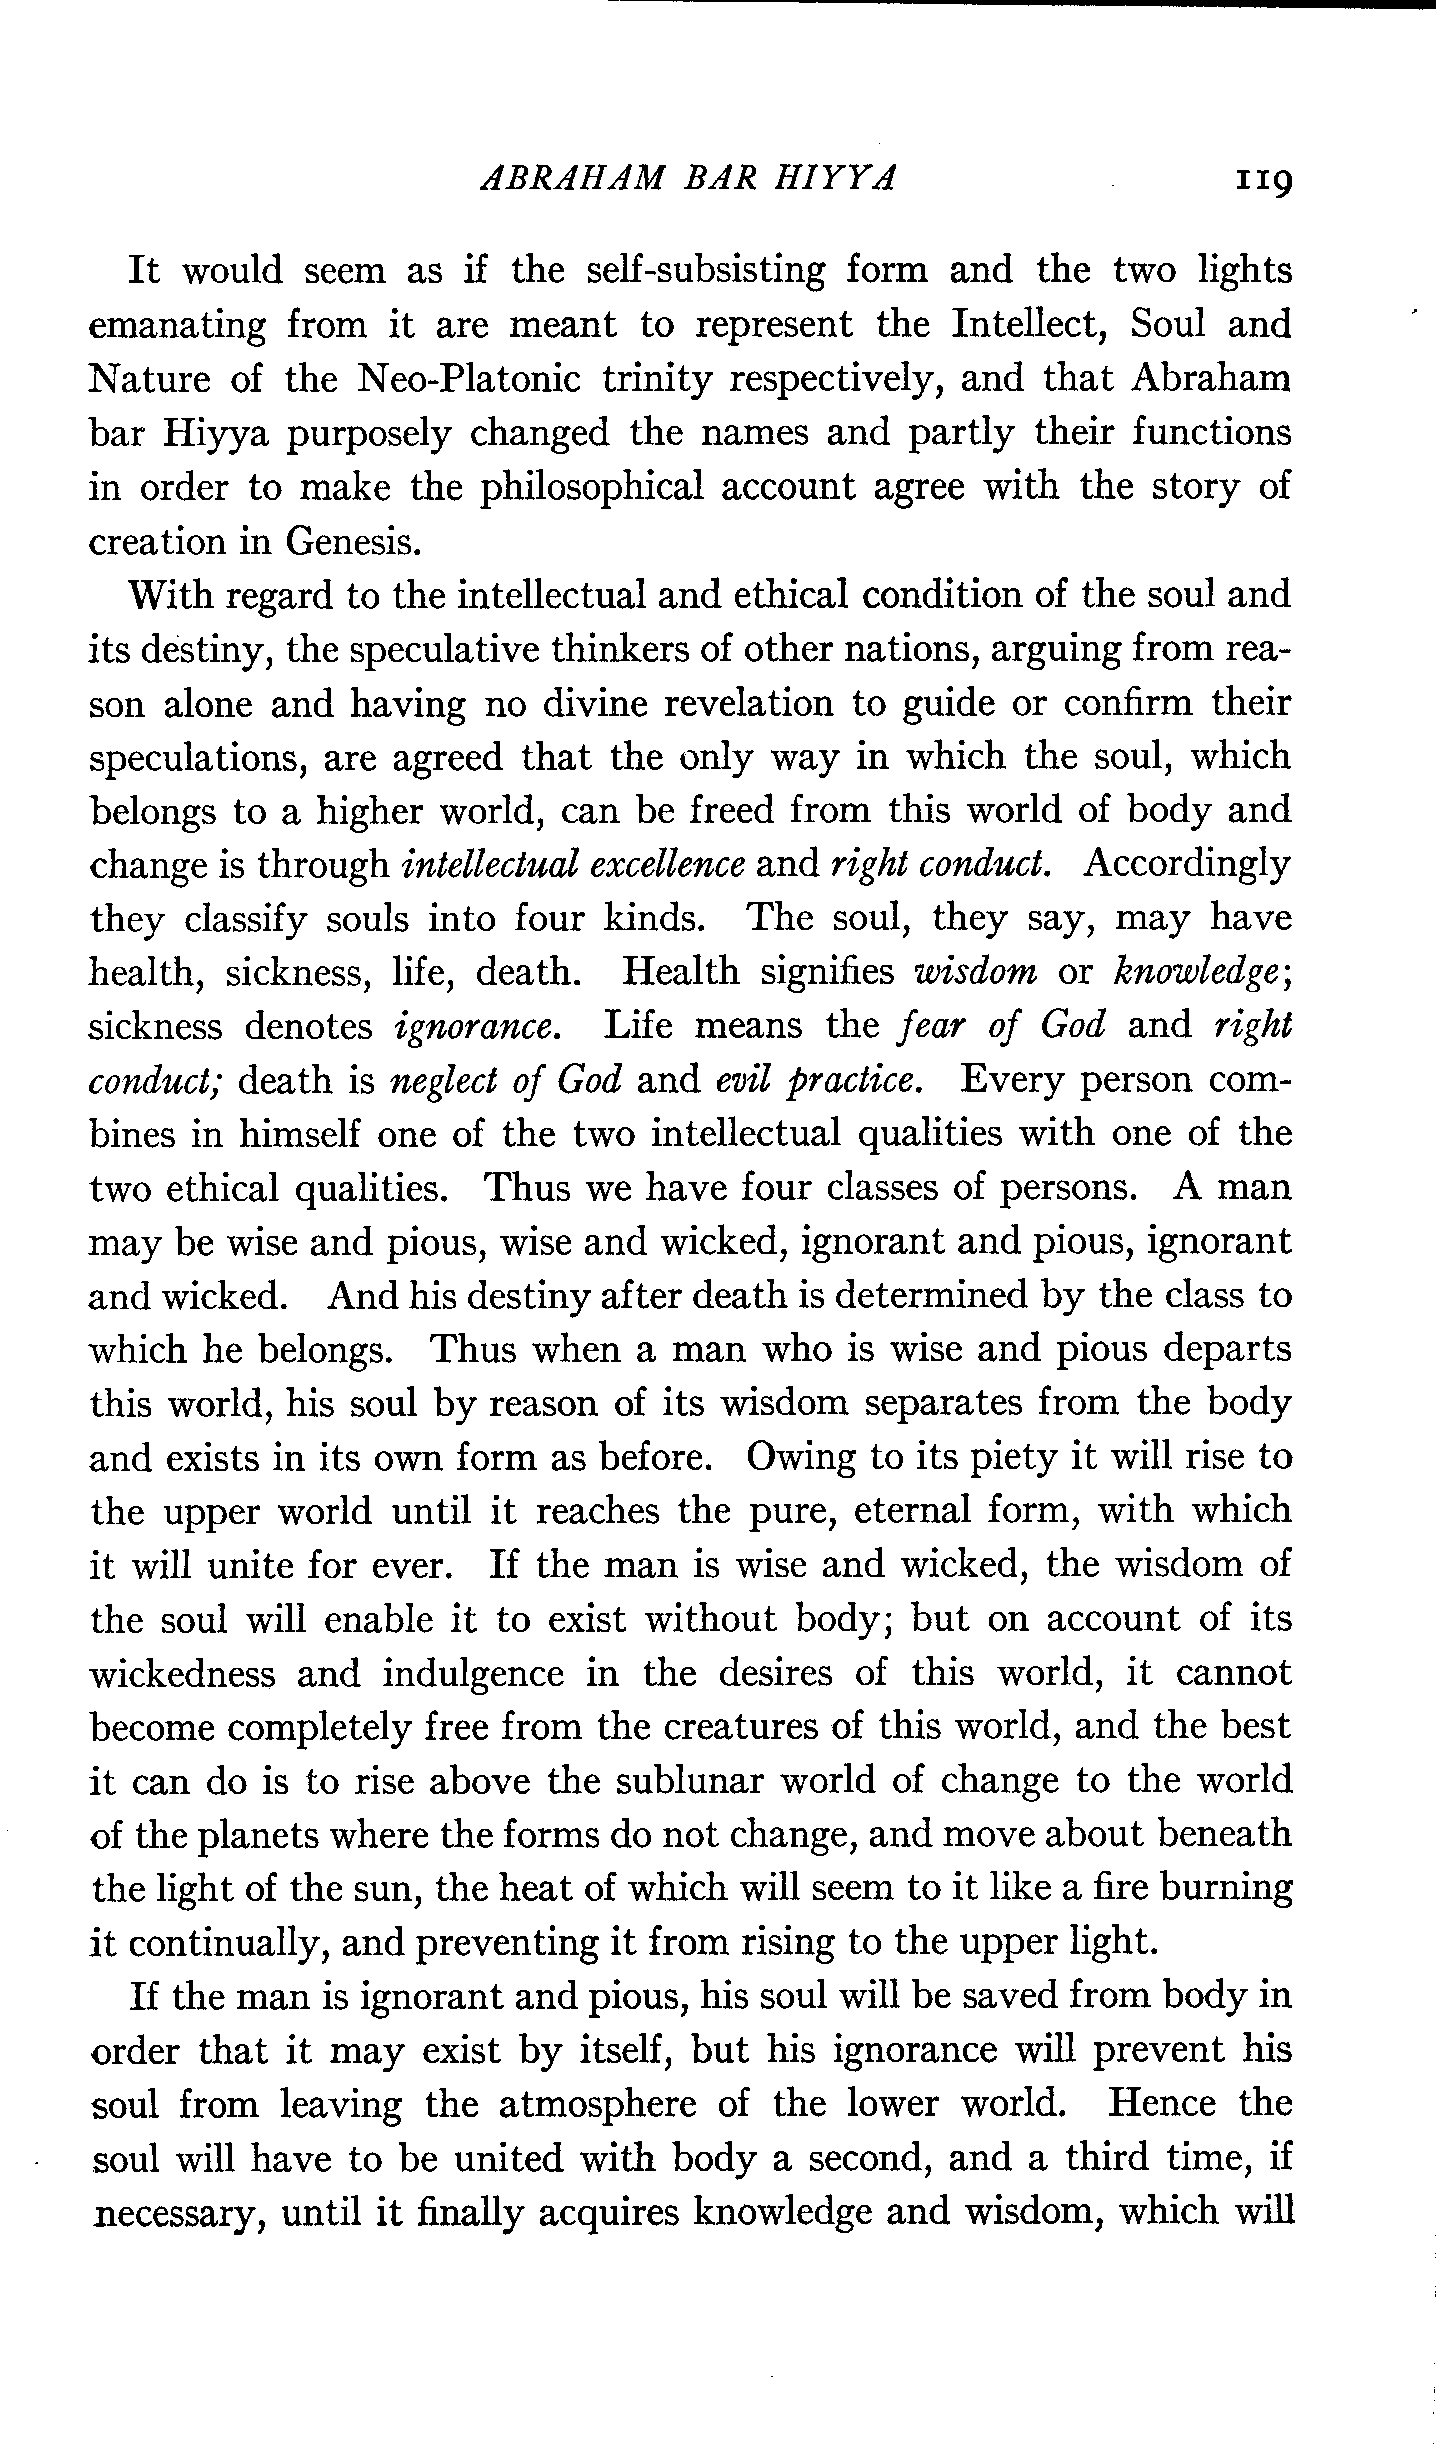 ABRAHAM BAR HIYYA 119
It would seem as if the self-subsisting form and the two lights
emanating from it are meant to represent the Intellect, Soul and
Nature of the Neo-Platonic trinity respectively, and that Abraham
bar Hiyya purposely changed the names and partly their functions
in order to make the philosophical account agree with the story of
creation in Genesis.
With regard to the intellectual and ethical condition of the soul and
its destiny, the speculative thinkers of other nations, arguing from rea-
son alone and having no divine revelation to guide or confirm their
speculations, are agreed that the only way in which the soul, which
belongs to a higher world, can be freed from this world of body and
change is through intellectual excellence and right conduct. Accordingly
they classify souls into four kinds. The soul, they say, may have
health, sickness, life, death. Health signifies wisdom or knowledge;
sickness denotes ignorance. Life means the fear of God and right
conduct; death is neglect of God and evil practice. Every person com-
bines in himself one of the two intellectual qualities with one of the
two ethical qualities. Thus we have four classes of persons. A man
may be wise and pious, wise and wicked, ignorant and pious, ignorant
and wicked. And his destiny after death is determined by the class to
which he belongs. Thus when a man who is wise and pious departs
this world, his soul by reason of its wisdom separates from the body
and exists in its own form as before. Owing to its piety it will rise to
the upper world until it reaches the pure, eternal form, with which
it will unite for ever. If the man is wise and wicked, the wisdom of
the soul will enable it to exist without body; but on account of its
wickedness and indulgence in the desires of this world, it cannot
become completely free from the creatures of this world, and the best
it can do is to rise above the sublunar world of change to the world
of the planets where the forms do not change, and move about beneath
the light of the sun, the heat of which will seem to it like a fire burning
it continually, and preventing it from rising to the upper light.
If the man is ignorant and pious, his soul will be saved from body in
order that it may exist by itself, but his ignorance will prevent his
soul from leaving the atmosphere of the lower world. Hence the
soul will have to be united with body a second, and a third time, if
necessary, until it finally acquires knowledge and wisdom, which will